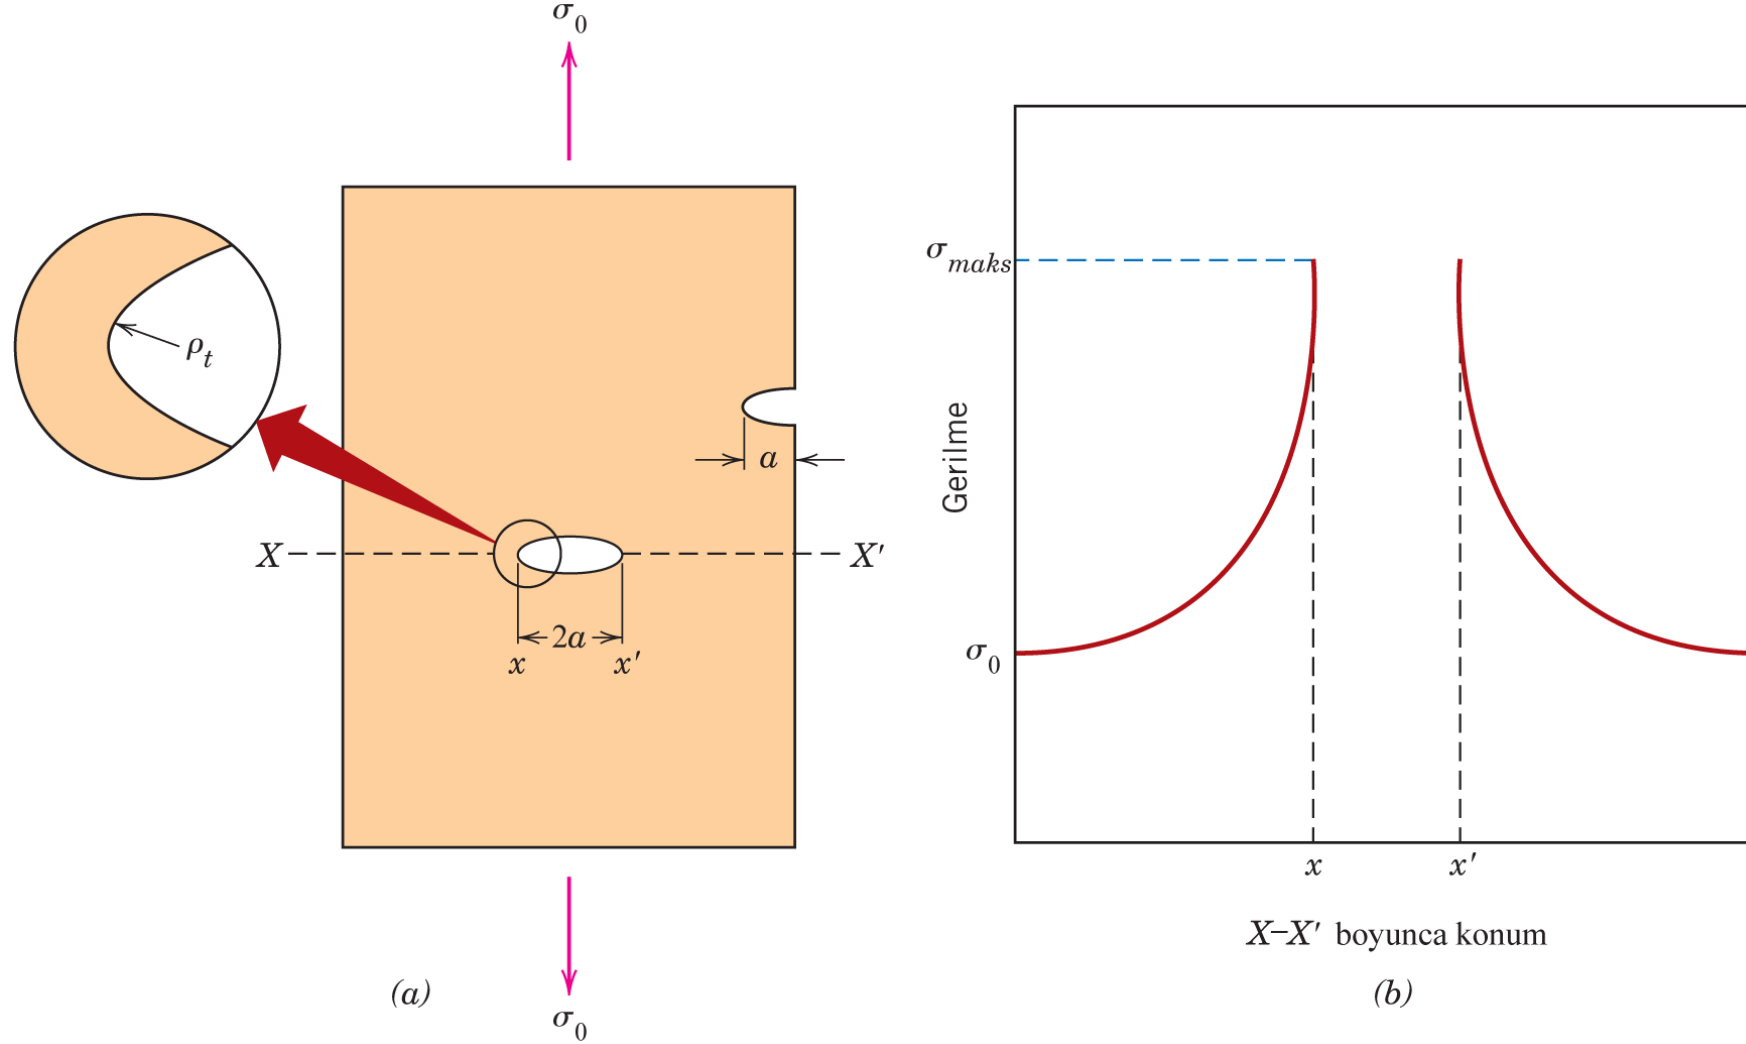 σ0
ρt
a
X
X′
2a
x
x′
σ0
(a)
σmaks
Gerilme
σ0
x
x′
X–X′ boyunca konum
(b)